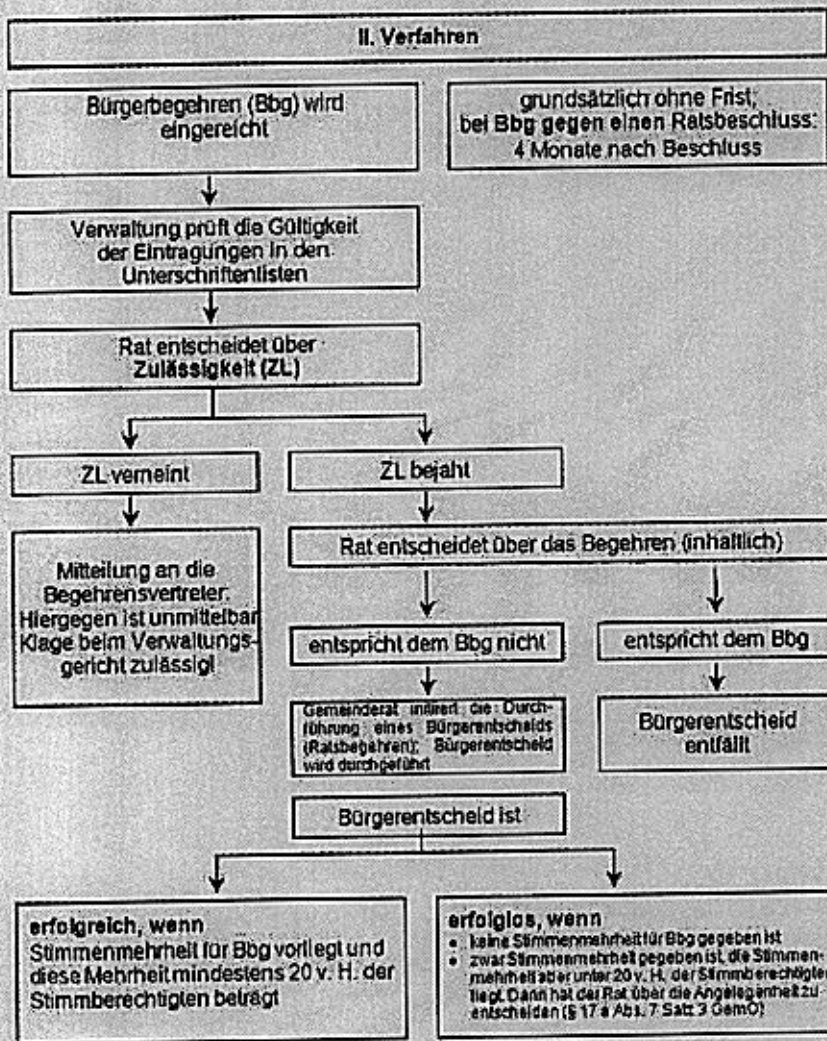 II. Verfahren
Bürgerbegehren (Bbg) wird
eingereicht
grundsätzlich ohne Frist;
bei Bbg gegen einen Ratsbeschluss:
4 Monate nach Beschluss
Verwaltung prüft die Gültigkeit
der Eintragungen in den
Unterschriftenlisten
Rat entscheidet über
Zulässigkeit (ZL)
ZL verneint
ZL bejaht
Mitteilung an die
Begehrensvertreter.
Hiergegen ist unmittelbar
Klage beim Verwaltungs-
gericht zulässig!
Rat entscheidet über das Begehren (inhaltlich)
entspricht dem Bbg nicht
entspricht dem Bbg
Gemeinderat initiiert die Durch-
führung eines Bürgerentscheids
(Ratsbegehren); Bürgerentscheid
wird durchgeführt
Bürgerentscheid
entfällt
Bürgerentscheid ist
erfolgreich, wenn
Stimmenmehrheit für Bbg vorliegt und
diese Mehrheit mindestens 20 v. H. der
Stimmberechtigten beträgt
erfolglos, wenn
• keine Stimmenmehrheit für Bbg gegeben ist
• zwar Stimmenmehrheit gegeben ist, die Stimmen-
mehrheit aber unter 20 v. H. der Stimmberechtigten
liegt. Dann hat der Rat über die Angelegenheit zu
entscheiden (§ 17 a Abs. 7 Satz 3 GemO)